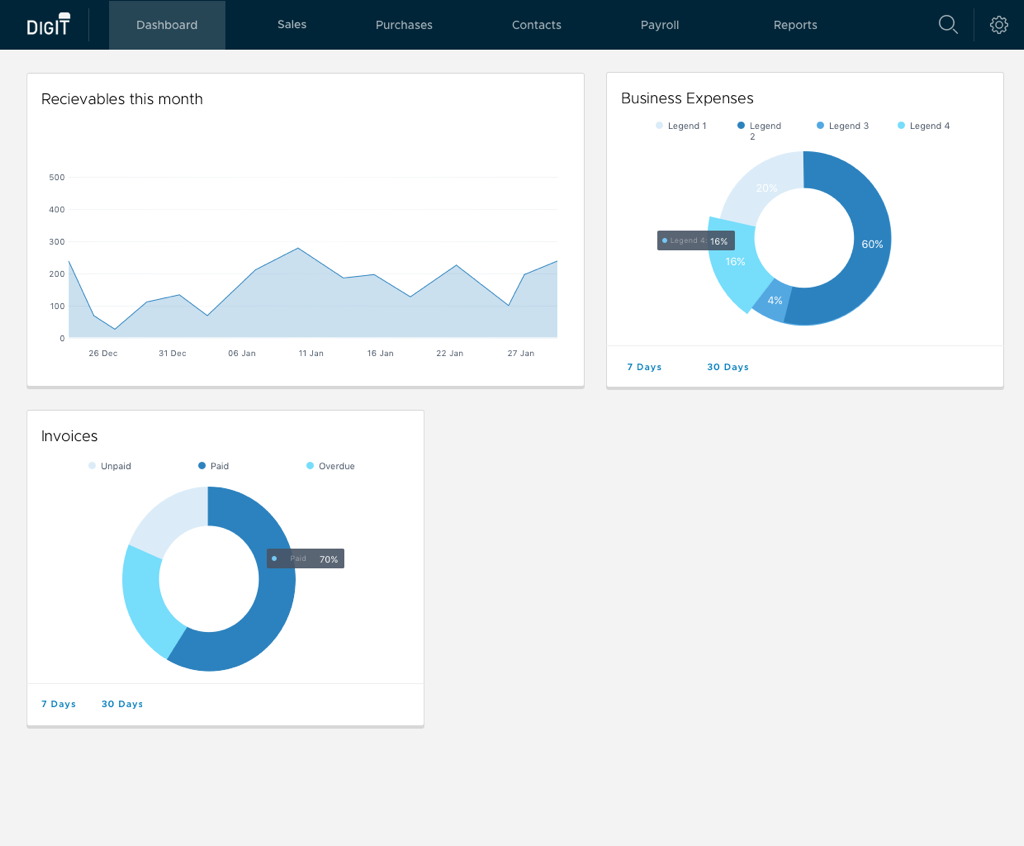 DIGIT
Dashboard
Sales
Purchases
Contacts
Payroll
Reports
Recievables this month
500
400
300
200
100
0
26 Dec
31 Dec
06 Jan
11 Jan
16 Jan
22 Jan
27 Jan
Business Expenses
Legend 1
Legend
2
Legend 3
Legend 4
20%
60%
Legend 4: 16%
16%
4%
7 Days
30 Days
Invoices
Unpaid
Paid
Overdue
Paid 70%
7 Days
30 Days